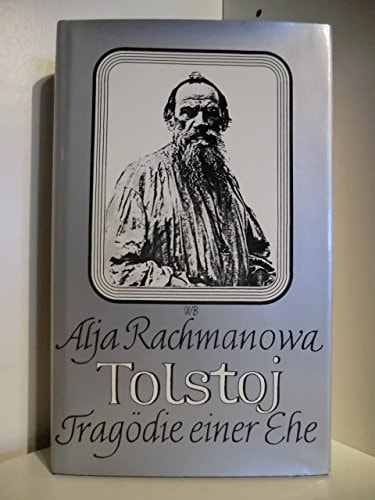 WB
Alja Rachmanowa
Tolstoj
Tragödie einer Ehe